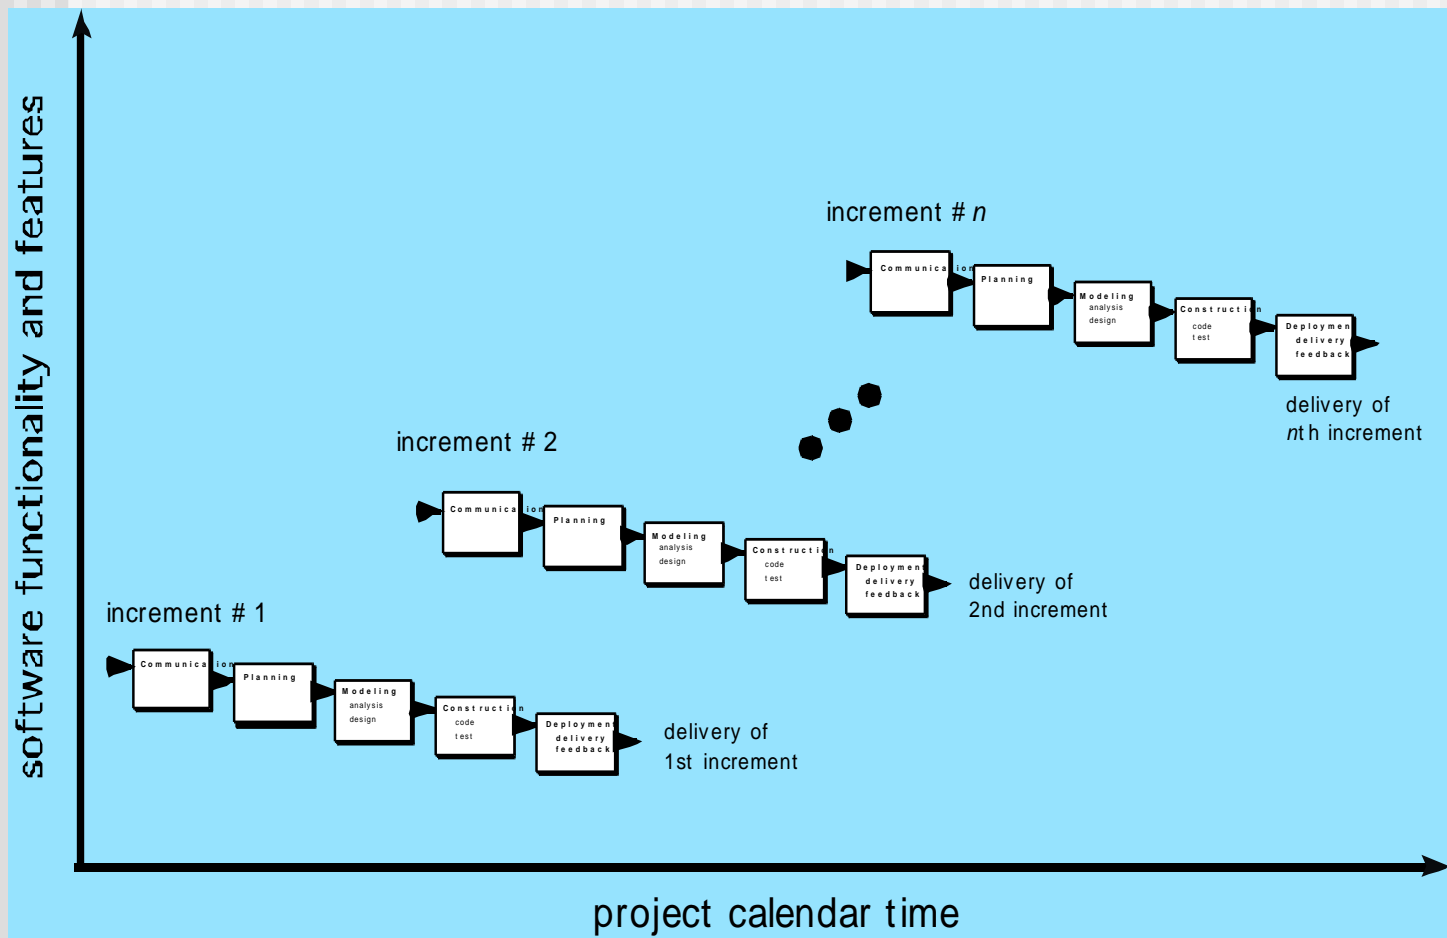 software functionality and features
increment # n
Communication
Planning
Modeling
analysis
design
Construction
code
test
Deployment
delivery
feedback
delivery of
nth increment
increment # 2
Communication
Planning
Modeling
analysis
design
Construction
code
test
Deployment
delivery
feedback
delivery of
2nd increment
increment # 1
Communication
Planning
Modeling
analysis
design
Construction
code
test
Deployment
delivery
feedback
delivery of
1st increment
project calendar time